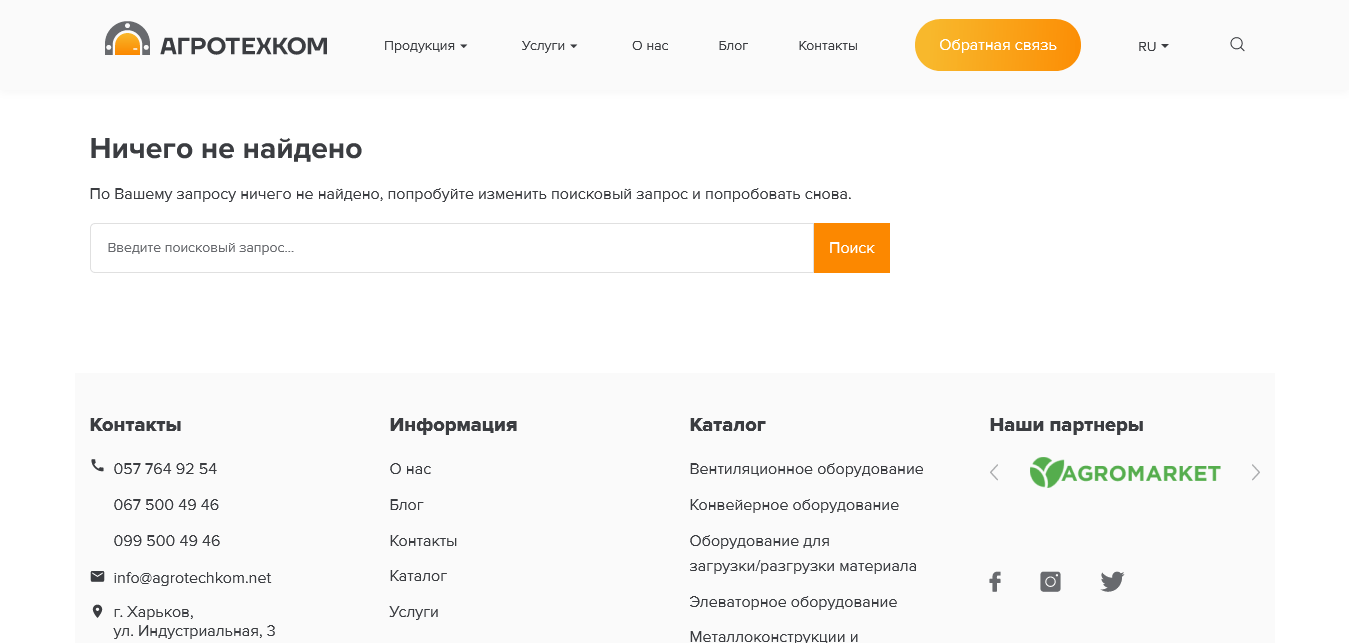 АГРОТЕХКОМ
Продукция
Услуги
О нас
Блог
Контакты
Обратная связь
RU
Ничего не найдено
По Вашему запросу ничего не найдено, попробуйте изменить поисковый запрос и попробовать снова.
Введите поисковый запрос...
Поиск
Контакты
057 764 92 54
067 500 49 46
099 500 49 46
info@agrotechkom.net
г. Харьков,
ул. Индустриальная, 3
Информация
О нас
Блог
Контакты
Каталог
Услуги
Каталог
Вентиляционное оборудование
Конвейерное оборудование
Оборудование для
загрузки/разгрузки материала
Элеваторное оборудование
Металлоконструкции и
Наши партнеры
AGROMARKET